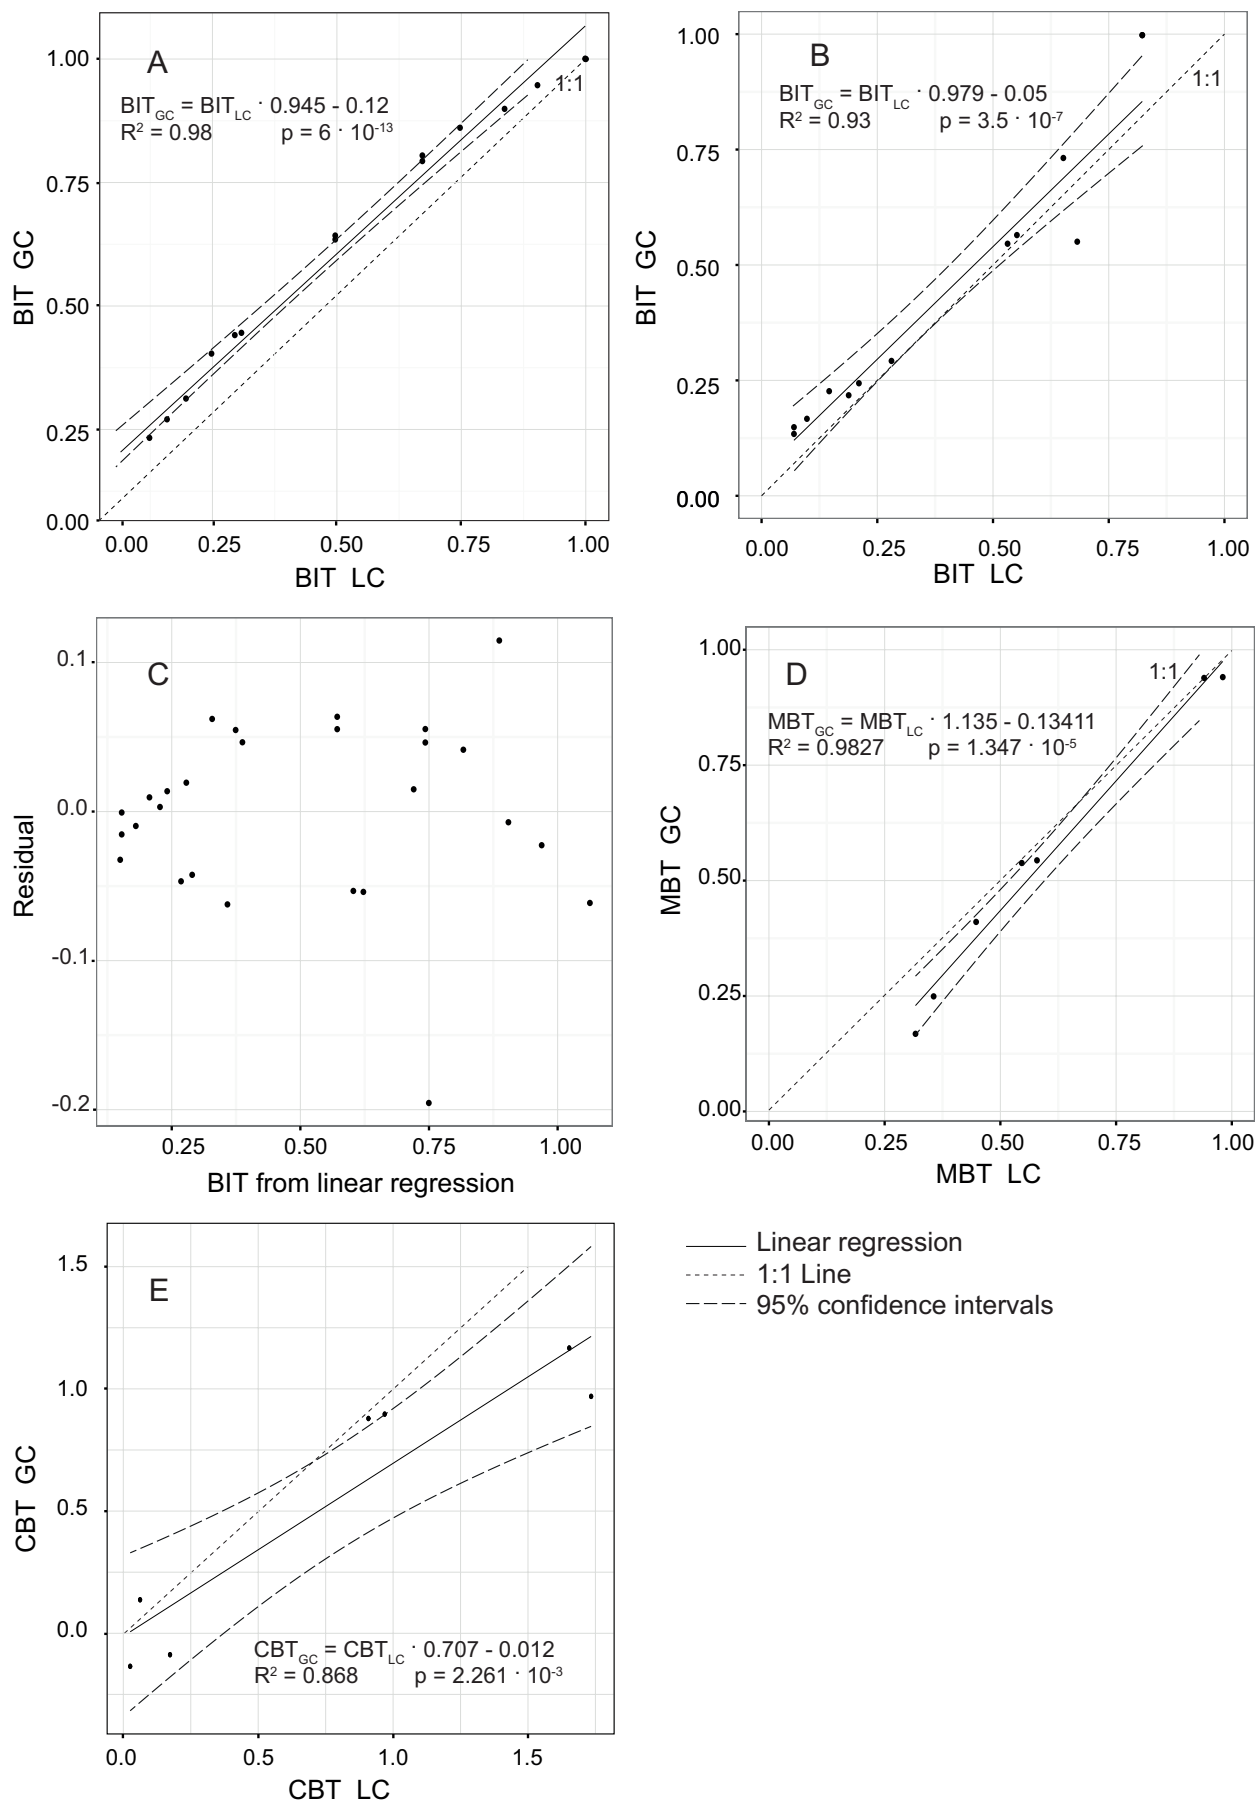 A
1.00
0.75
0.50
0.25
0.00
BIT GC
BIT_GC = BIT_LC · 0.945 - 0.12
R² = 0.98 p = 6 · 10⁻¹³
1:1
0.00 0.25 0.50 0.75 1.00
BIT LC
B
1.00
0.75
0.50
0.25
0.00
BIT GC
BIT_GC = BIT_LC · 0.979 - 0.05
R² = 0.93 p = 3.5 · 10⁻⁷
1:1
0.00 0.25 0.50 0.75 1.00
BIT LC
C
0.1
0.0
-0.1
-0.2
Residual
0.25 0.50 0.75 1.00
BIT from linear regression
D
1.00
0.75
0.50
0.25
0.00
MBT GC
1:1
MBT_GC = MBT_LC · 1.135 - 0.13411
R² = 0.9827 p = 1.347 · 10⁻⁵
0.00 0.25 0.50 0.75 1.00
MBT LC
E
1.5
1.0
0.5
0.0
CBT GC
CBT_GC = CBT_LC · 0.707 - 0.012
R² = 0.868 p = 2.261 · 10⁻³
0.0 0.5 1.0 1.5
CBT LC
Linear regression
1:1 Line
95% confidence intervals